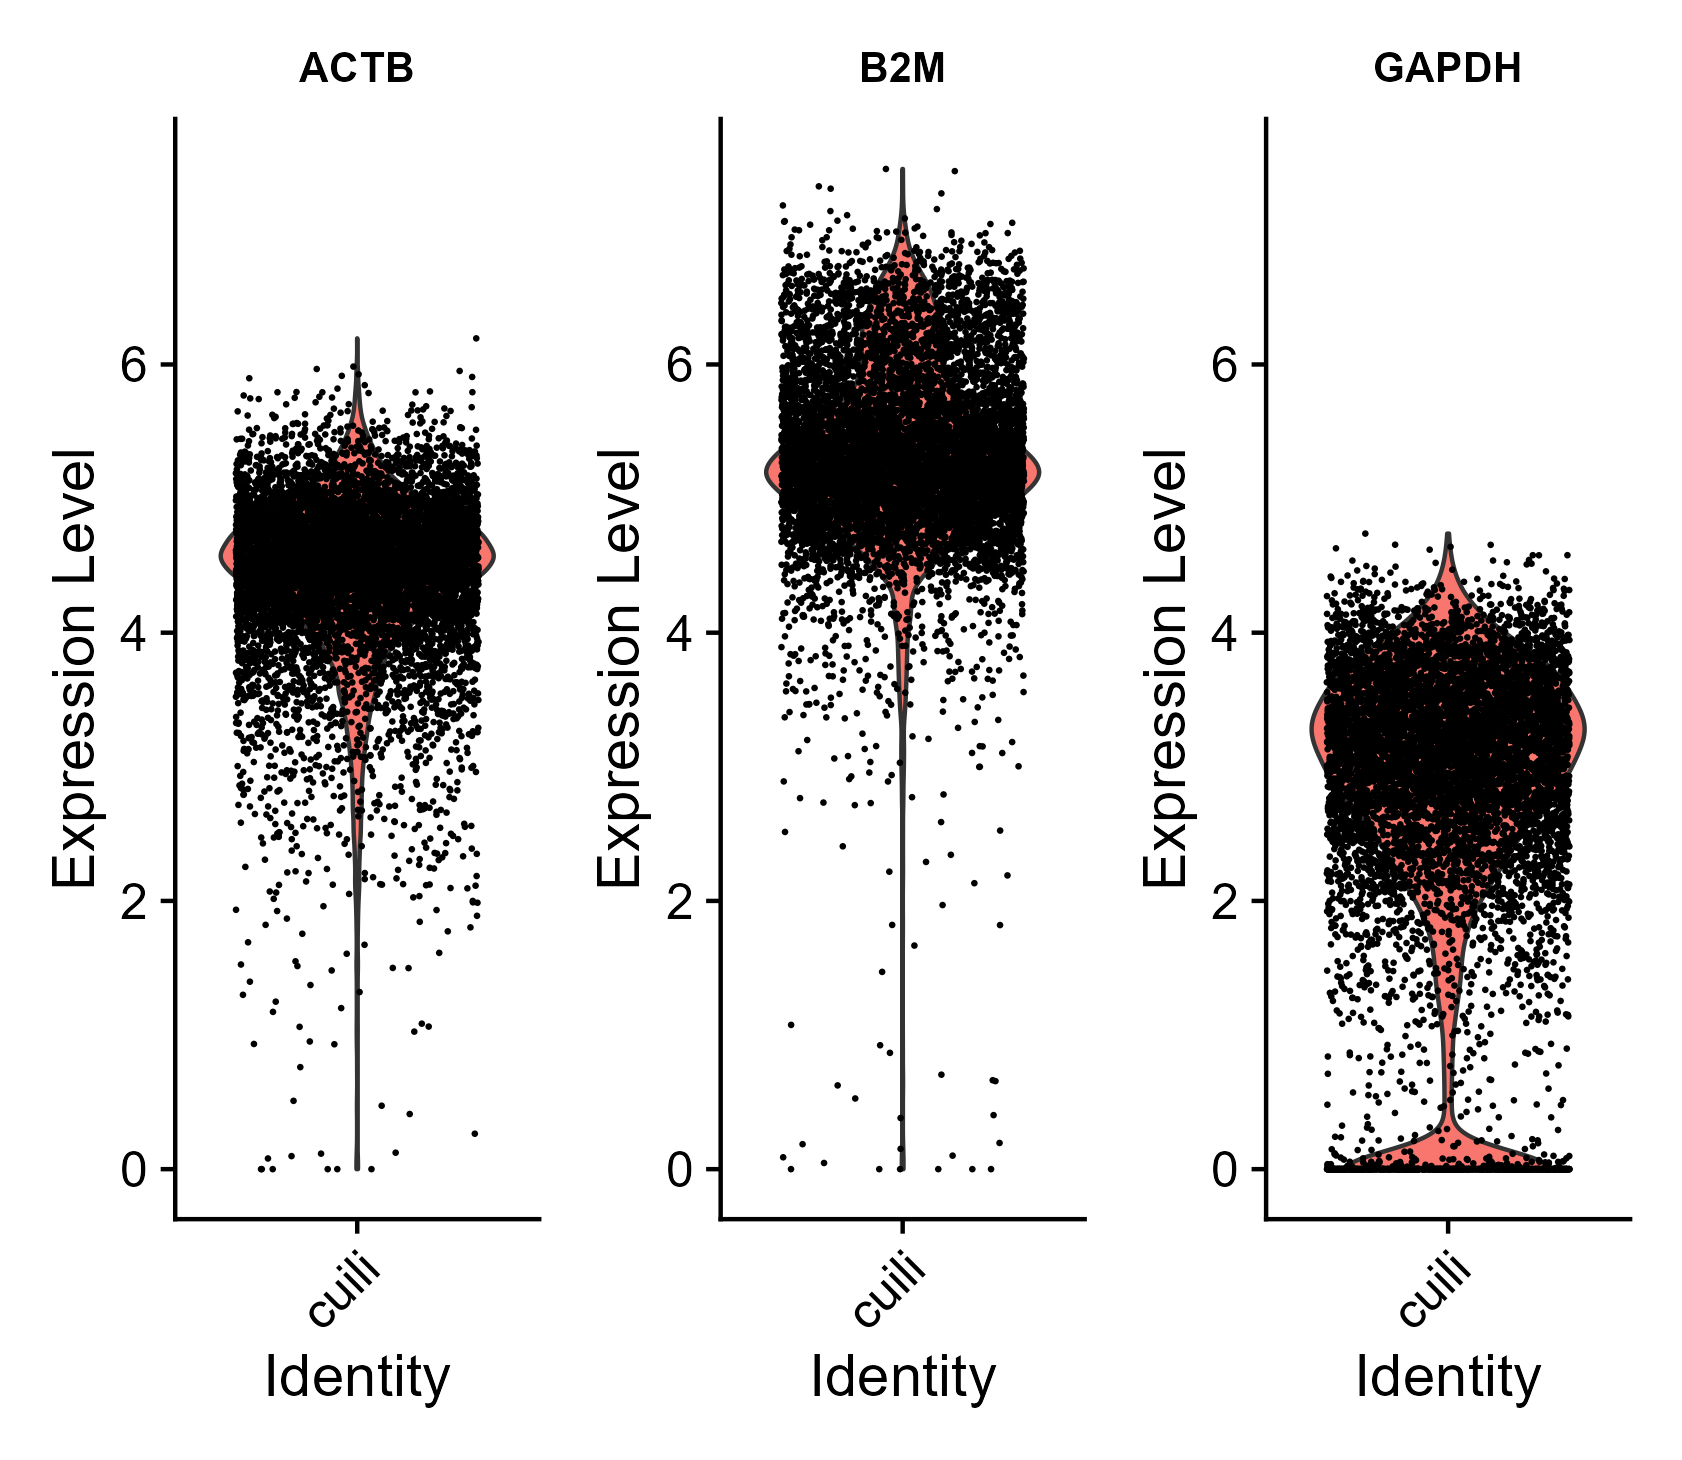 ACTB
B2M
GAPDH
Expression Level
6
4
2
0
cuili
Identity
Expression Level
6
4
2
0
cuili
Identity
Expression Level
6
4
2
0
cuili
Identity